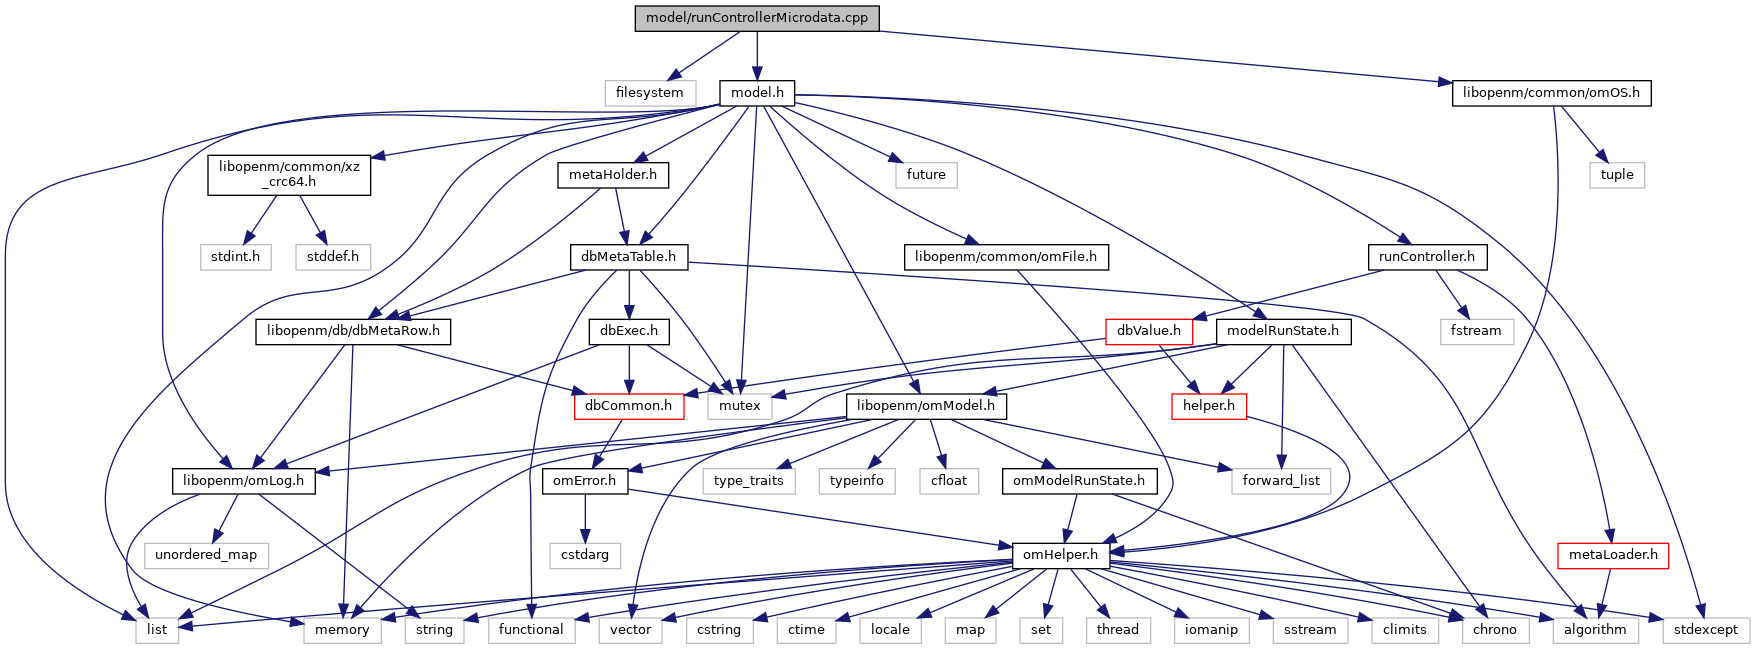 model/runControllerMicrodata.cpp
filesystem
model.h
libopenm/common/omOS.h
libopenm/common/xz
_crc64.h
metaHolder.h
future
tuple
stdint.h
stddef.h
dbMetaTable.h
libopenm/common/omFile.h
runController.h
libopenm/db/dbMetaRow.h
dbExec.h
dbValue.h
modelRunState.h
fstream
dbCommon.h
mutex
libopenm/omModel.h
helper.h
libopenm/omLog.h
omError.h
type_traits
typeinfo
cfloat
omModelRunState.h
forward_list
unordered_map
cstdarg
omHelper.h
metaLoader.h
list
memory
string
functional
vector
cstring
ctime
locale
map
set
thread
iomanip
sstream
climits
chrono
algorithm
stdexcept